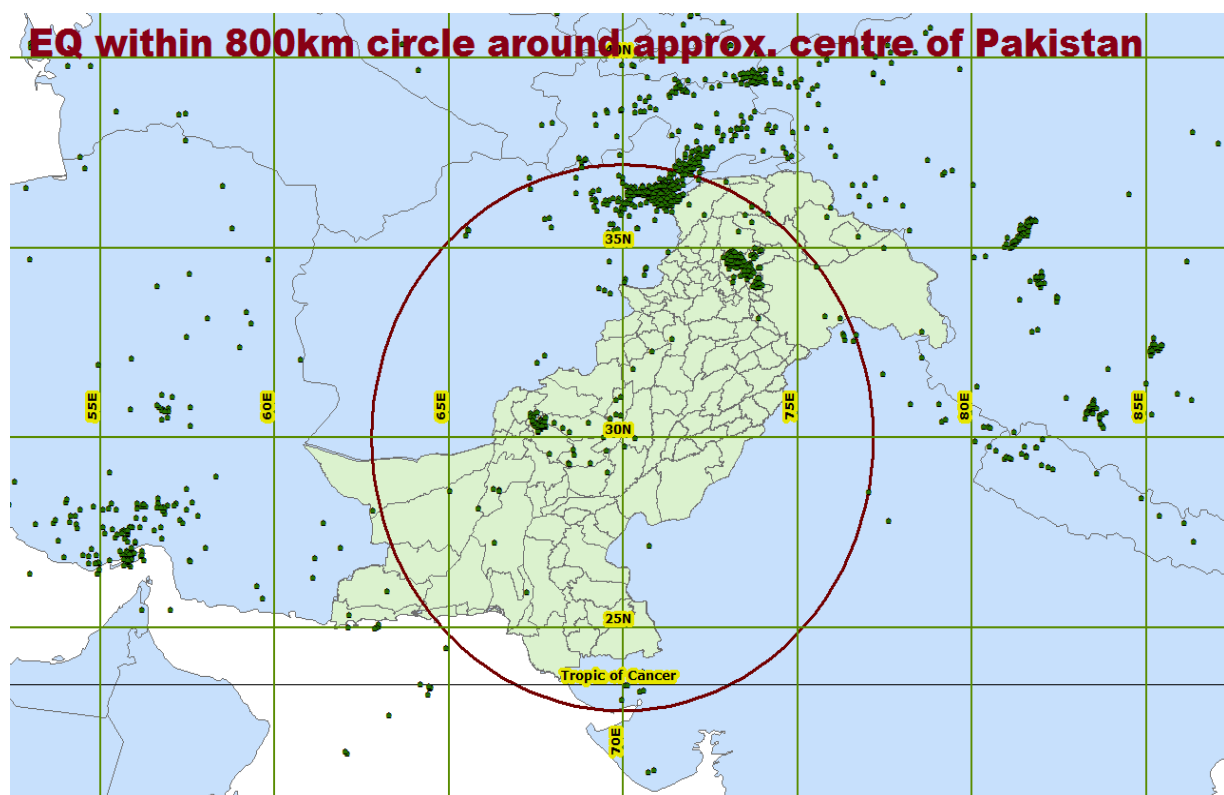 EQ within 800km circle around approx. centre of Pakistan
40N
35N
55E
60E
65E
75E
80E
85E
30N
25N
Tropic of Cancer
70E